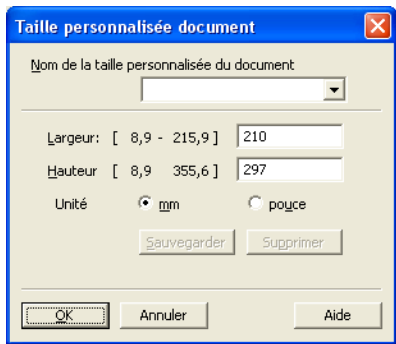 Taille personnalisée document
Nom de la taille personnalisée du document
Largeur: [ 8,9 - 215,9 ] 210
Hauteur [ 8,9 355,6 ] 297
Unité mm pouce
Sauvegarder Supprimer
OK Annuler Aide